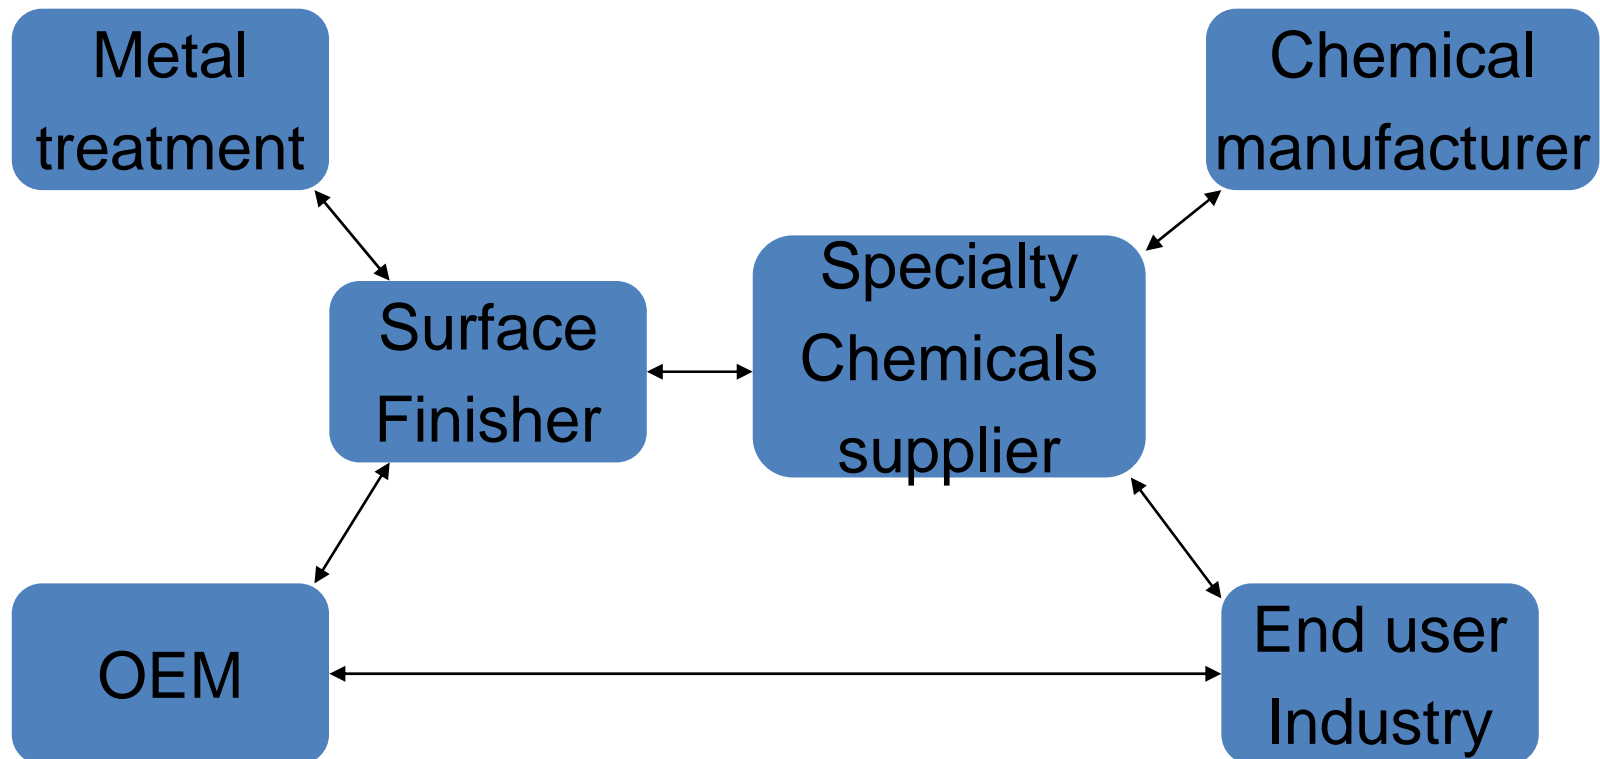 Metal
treatment
Chemical
manufacturer
Surface
Finisher
Specialty
Chemicals
supplier
OEM
End user
Industry